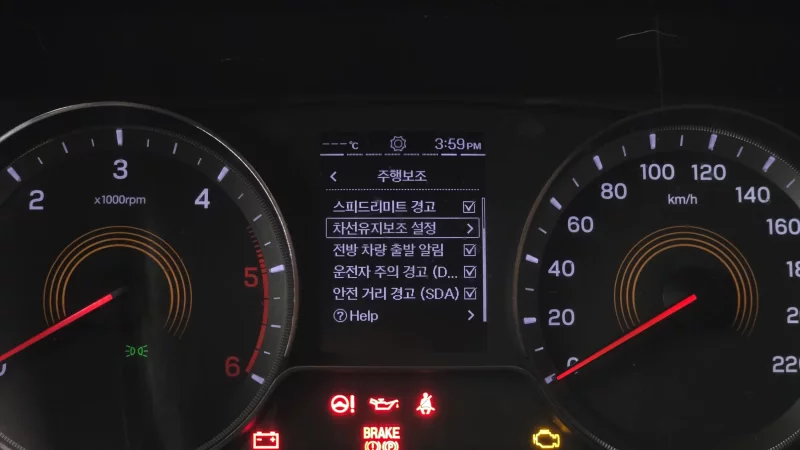 ---℃ 3:59PM
< 주행보조
스피드리미트 경고
차선유지보조 설정 >
전방 차량 출발 알림
운전자 주의 경고 (D...
안전 거리 경고 (SDA)
? Help >
2 3 4 5 6
x1000rpm
0 20 40 60 80 100 120 140 160
220
km/h
BRAKE
(!) (P)